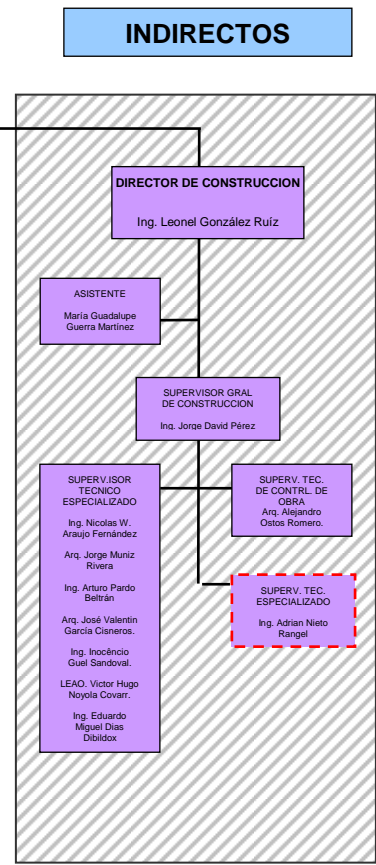 INDIRECTOS
DIRECTOR DE CONSTRUCCION
Ing. Leonel González Ruíz
ASISTENTE
María Guadalupe
Guerra Martínez
SUPERVISOR GRAL
DE CONSTRUCCION
Ing. Jorge David Pérez
SUPERV.ISOR
TECNICO
ESPECIALIZADO
Ing. Nicolas W.
Araujo Fernández
Arq. Jorge Muniz
Rivera
Ing. Arturo Pardo
Beltrán
Arq. José Valentin
García Cisneros.
Ing. Inocêncio
Guel Sandoval.
LEAO. Victor Hugo
Noyola Covarr.
Ing. Eduardo
Miguel Dias
Dibildox
SUPERV. TEC.
DE CONTRL. DE
OBRA
Arq. Alejandro
Ostos Romero.
SUPERV. TEC.
ESPECIALIZADO
Ing. Adrian Nieto
Rangel